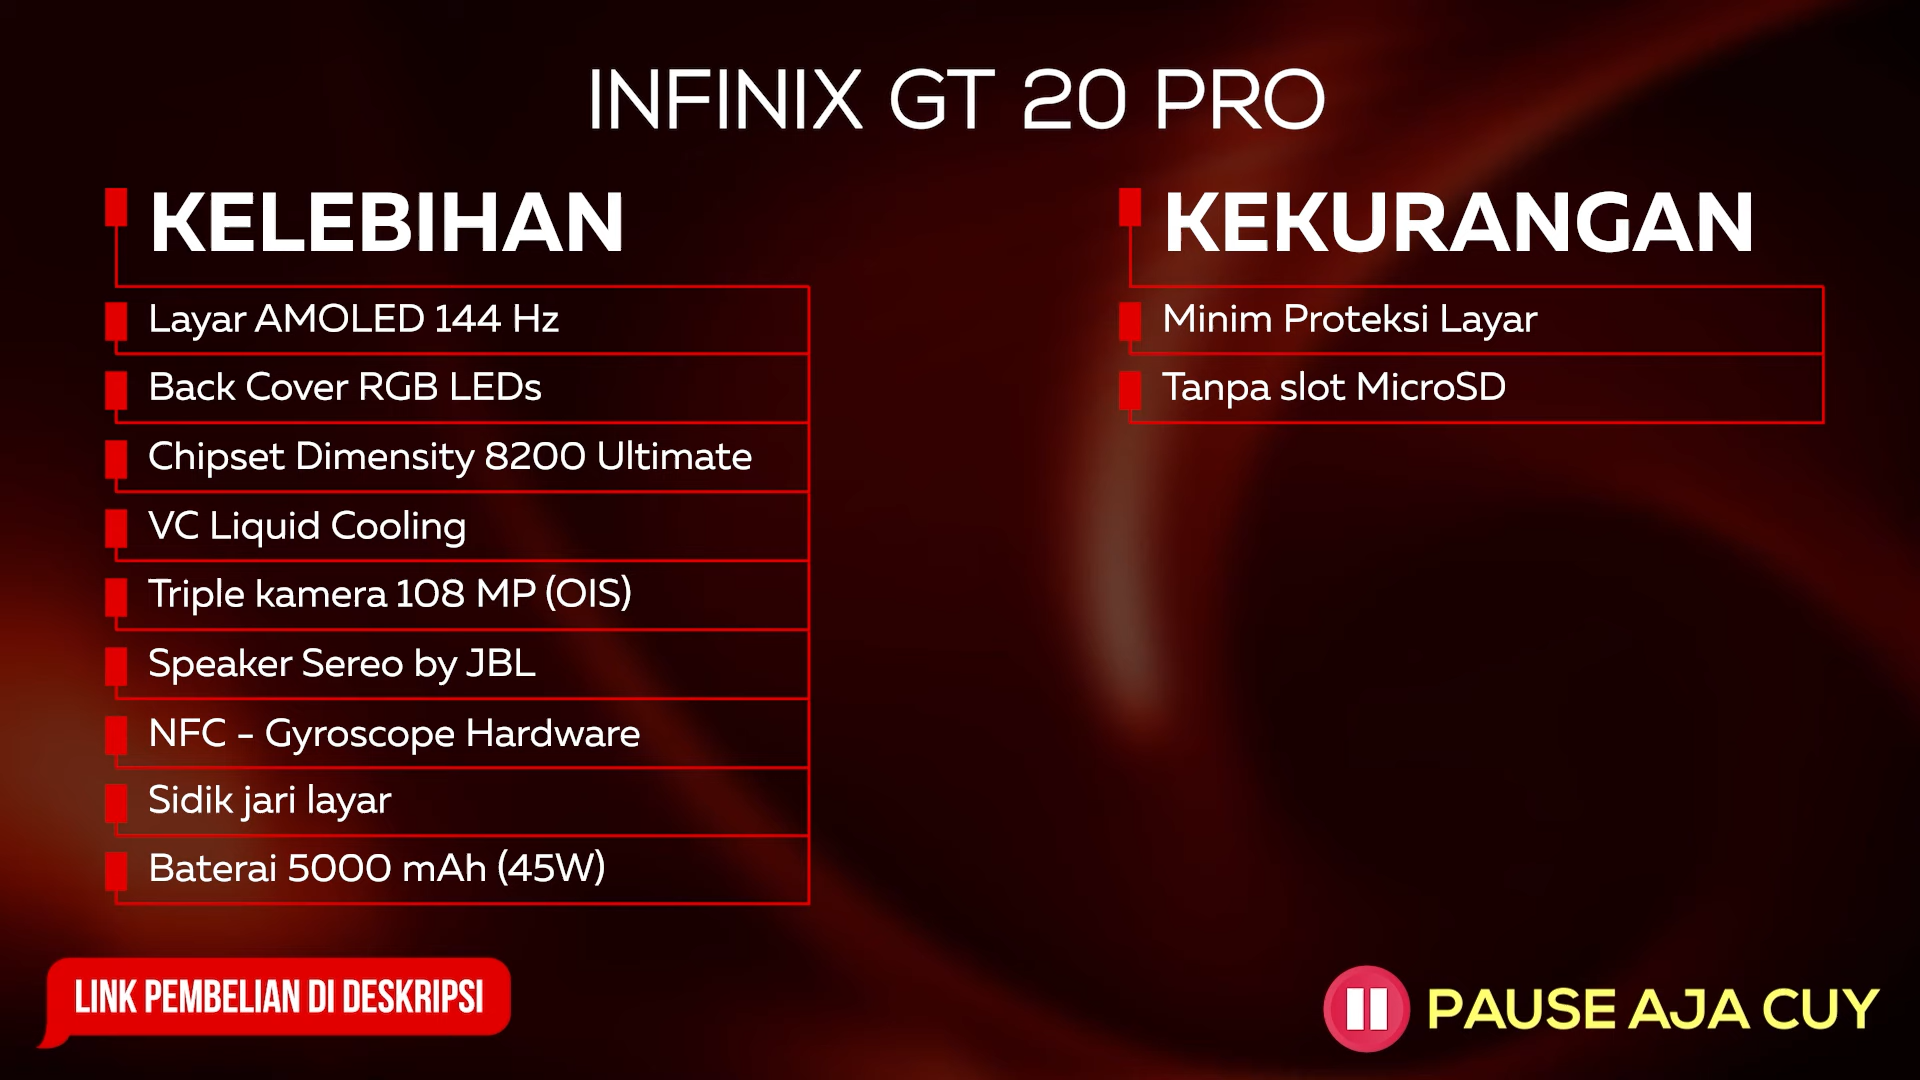 INFINIX GT 20 PRO
KELEBIHAN
Layar AMOLED 144 Hz
Back Cover RGB LEDs
Chipset Dimensity 8200 Ultimate
VC Liquid Cooling
Triple kamera 108 MP (OIS)
Speaker Sereo by JBL
NFC - Gyroscope Hardware
Sidik jari layar
Baterai 5000 mAh (45W)
KEKURANGAN
Minim Proteksi Layar
Tanpa slot MicroSD
LINK PEMBELIAN DI DESKRIPSI
PAUSE AJA CUY